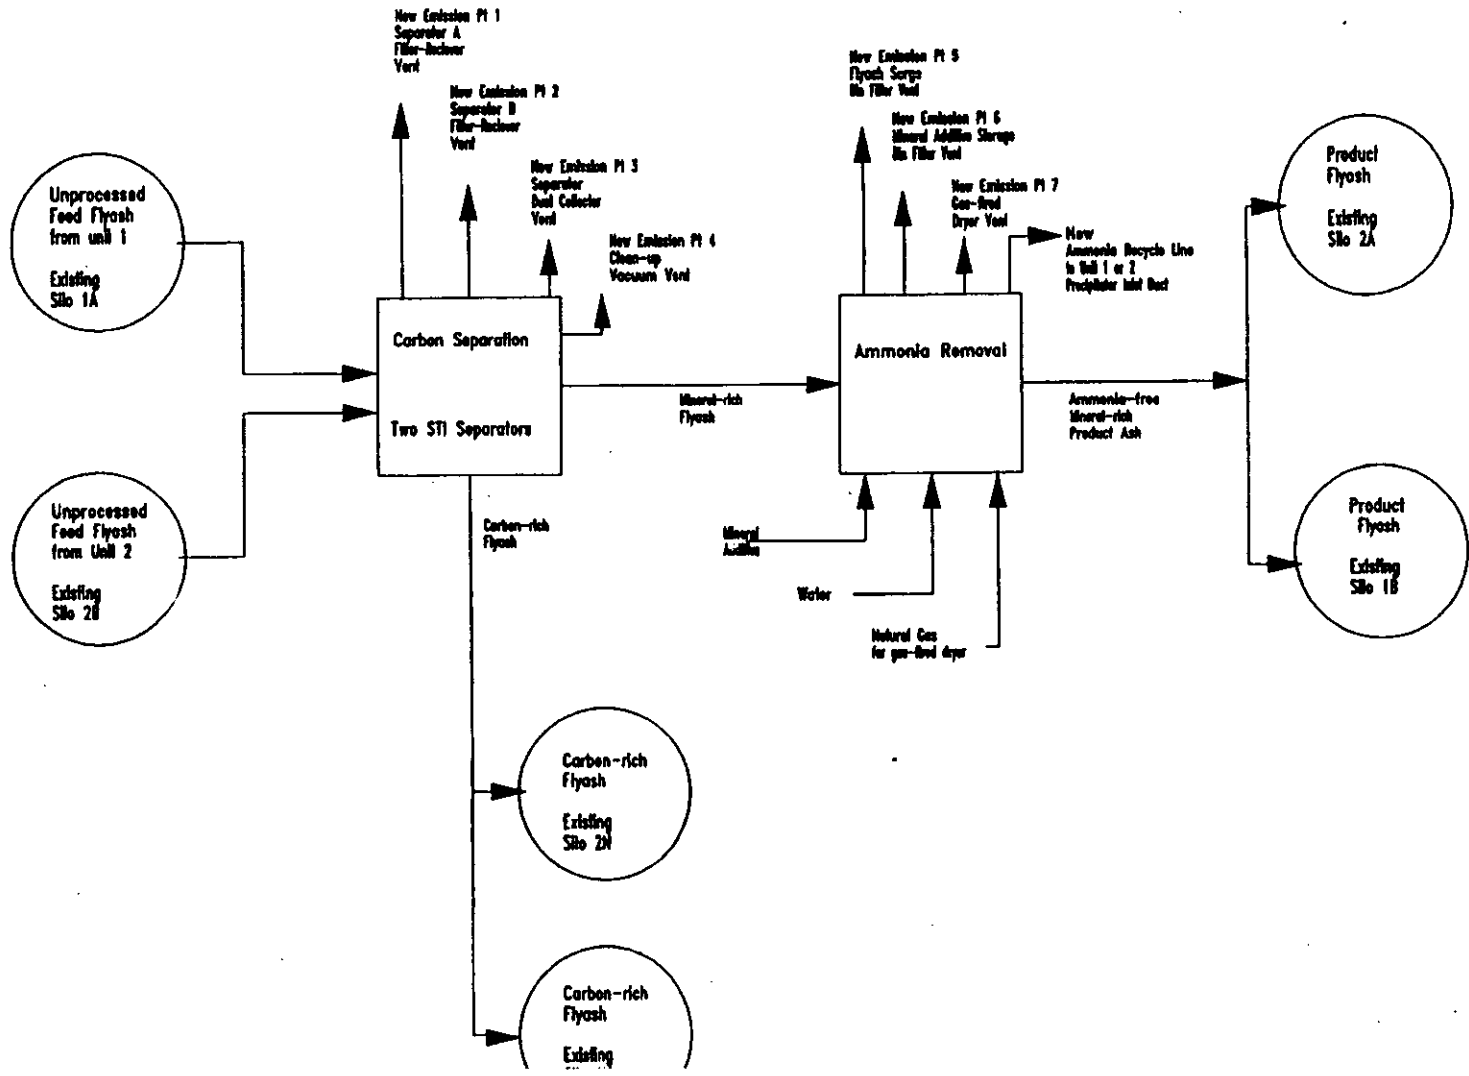 New Emission Pt 1
Separator A
Filter-Reciever
Vent
New Emission Pt 2
Separator B
Filter-Reciever
Vent
New Emission Pt 3
Separator
Dust Collector
Vent
New Emission Pt 4
Clean-up
Vacuum Vent
New Emission Pt 5
Flyash Surge
Bin Filter Vent
New Emission Pt 6
Mineral Additive Storage
Bin Filter Vent
New Emission Pt 7
Gas-fired
Dryer Vent
New
Ammonia Recycle Line
to Unit 1 or 2
Precipitator Inlet Duct
Unprocessed
Feed Flyash
from unit 1
Existing
Silo 1A
Carbon Separation
Two STI Separators
Mineral-rich
Flyash
Ammonia Removal
Ammonia-free
Mineral-rich
Product Ash
Product
Flyash
Existing
Silo 2A
Unprocessed
Feed Flyash
from Unit 2
Existing
Silo 2B
Carbon-rich
Flyash
Mineral
Additive
Water
Natural Gas
for gas-fired dryer
Product
Flyash
Existing
Silo 1B
Carbon-rich
Flyash
Existing
Silo 2N
Carbon-rich
Flyash
Existing